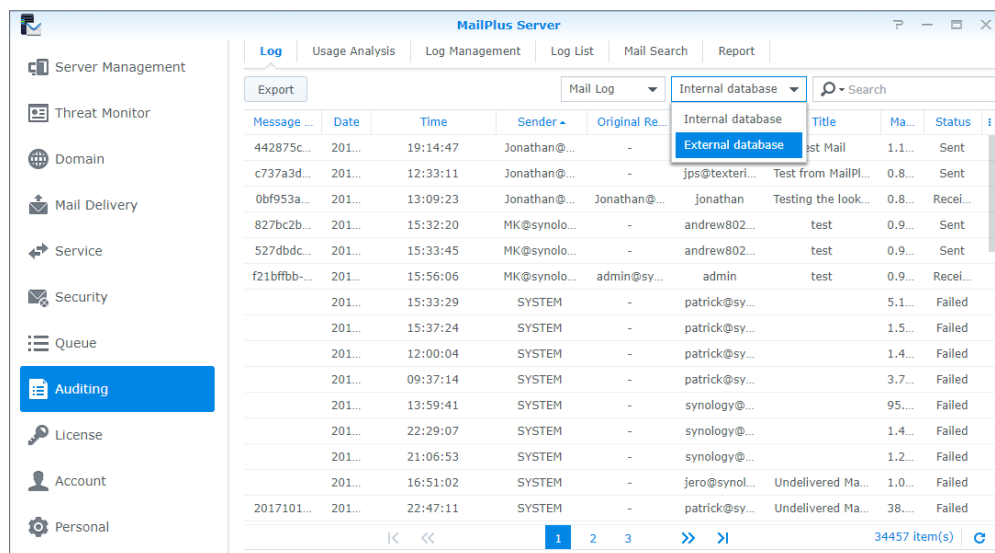 MailPlus Server
Server Management
Threat Monitor
Domain
Mail Delivery
Service
Security
Queue
Auditing
License
Account
Personal
Log Usage Analysis Log Management Log List Mail Search Report
Export Mail Log Internal database Search
Internal database
External database
Message ... Date Time Sender Original Re... Title Ma... Status
442875c... 201... 19:14:47 Jonathan@... - est Mail 1.1... Sent
c737a3d... 201... 12:33:11 Jonathan@... - jps@texteri... Test from MailPl... 0.8... Sent
0bf953a... 201... 13:09:23 Jonathan@... Jonathan@... jonathan Testing the look... 0.8... Recei...
827bc2b... 201... 15:32:20 MK@synolo... - andrew802... test 0.9... Sent
527dbdc... 201... 15:33:45 MK@synolo... - andrew802... test 0.9... Sent
f21bffbb-... 201... 15:56:06 MK@synolo... admin@sy... admin test 0.9... Recei...
201... 15:33:29 SYSTEM - patrick@sy... 5.1... Failed
201... 15:37:24 SYSTEM - patrick@sy... 1.5... Failed
201... 12:00:04 SYSTEM - patrick@sy... 1.4... Failed
201... 09:37:14 SYSTEM - patrick@sy... 3.7... Failed
201... 13:59:41 SYSTEM - synology@... 95.... Failed
201... 22:29:07 SYSTEM - synology@... 1.4... Failed
201... 21:06:53 SYSTEM - synology@... 1.2... Failed
201... 16:51:02 SYSTEM - jero@synol... Undelivered Ma... 1.0... Failed
2017101... 201... 22:47:11 SYSTEM - patrick@sy... Undelivered Ma... 38.... Failed
1 2 3 34457 item(s)